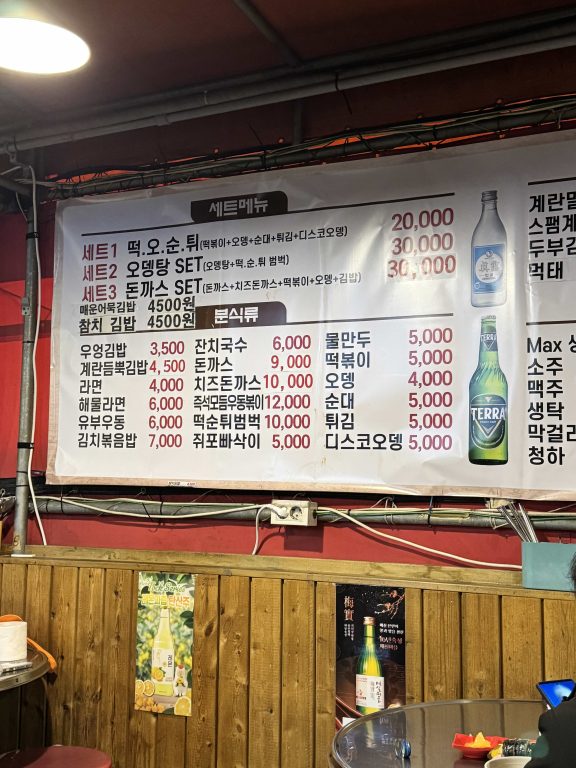 세트메뉴
세트1 떡.오.순.튀(떡볶이+오뎅+순대+튀김+디스코오뎅) 20,000
세트2 오뎅탕 SET(오뎅탕+떡.순.튀 범벅) 30,000
세트3 돈까스 SET(돈까스+치즈돈까스+떡볶이+오뎅+김밥) 30,000
매운어묵김밥 4500원
참치 김밥 4500원
분식류
우엉김밥 3,500
계란듬뿍김밥 4,500
라면 4,000
해물라면 6,000
유부우동 6,000
김치볶음밥 7,000
잔치국수 6,000
돈까스 9,000
치즈돈까스 10,000
즉석모듬우동볶이 12,000
떡순튀범벅 10,000
쥐포빠삭이 5,000
물만두 5,000
떡볶이 5,000
오뎅 4,000
순대 5,000
튀김 5,000
디스코오뎅 5,000
TERRA
계란말
스팸계
두부김
먹태
Max 생
소주
맥주
생탁
막걸리
청하
梅實